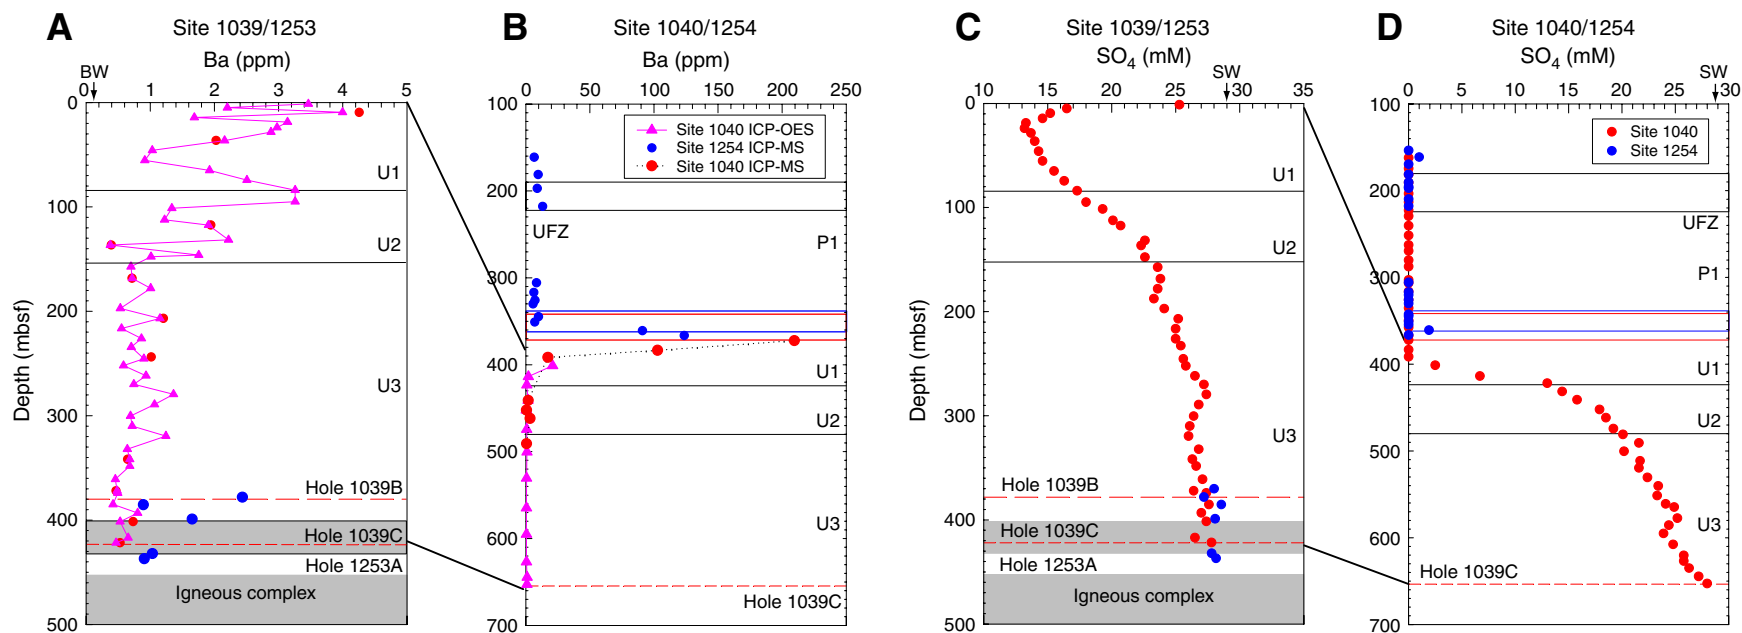 A
Site 1039/1253
Ba (ppm)
BW
0 1 2 3 4 5
0
100
200
300
400
500
Depth (mbsf)
U1
U2
U3
Hole 1039B
Hole 1039C
Hole 1253A
Igneous complex
B
Site 1040/1254
Ba (ppm)
0 50 100 150 200 250
100
200
300
400
500
600
700
Site 1040 ICP-OES
Site 1254 ICP-MS
Site 1040 ICP-MS
UFZ
P1
U1
U2
U3
Hole 1039C
C
Site 1039/1253
SO4 (mM)
SW
10 15 20 25 30 35
0
100
200
300
400
500
Depth (mbsf)
U1
U2
U3
Hole 1039B
Hole 1039C
Hole 1253A
Igneous complex
D
Site 1040/1254
SO4 (mM)
SW
0 5 10 15 20 25 30
100
200
300
400
500
600
700
Site 1040
Site 1254
UFZ
P1
U1
U2
U3
Hole 1039C